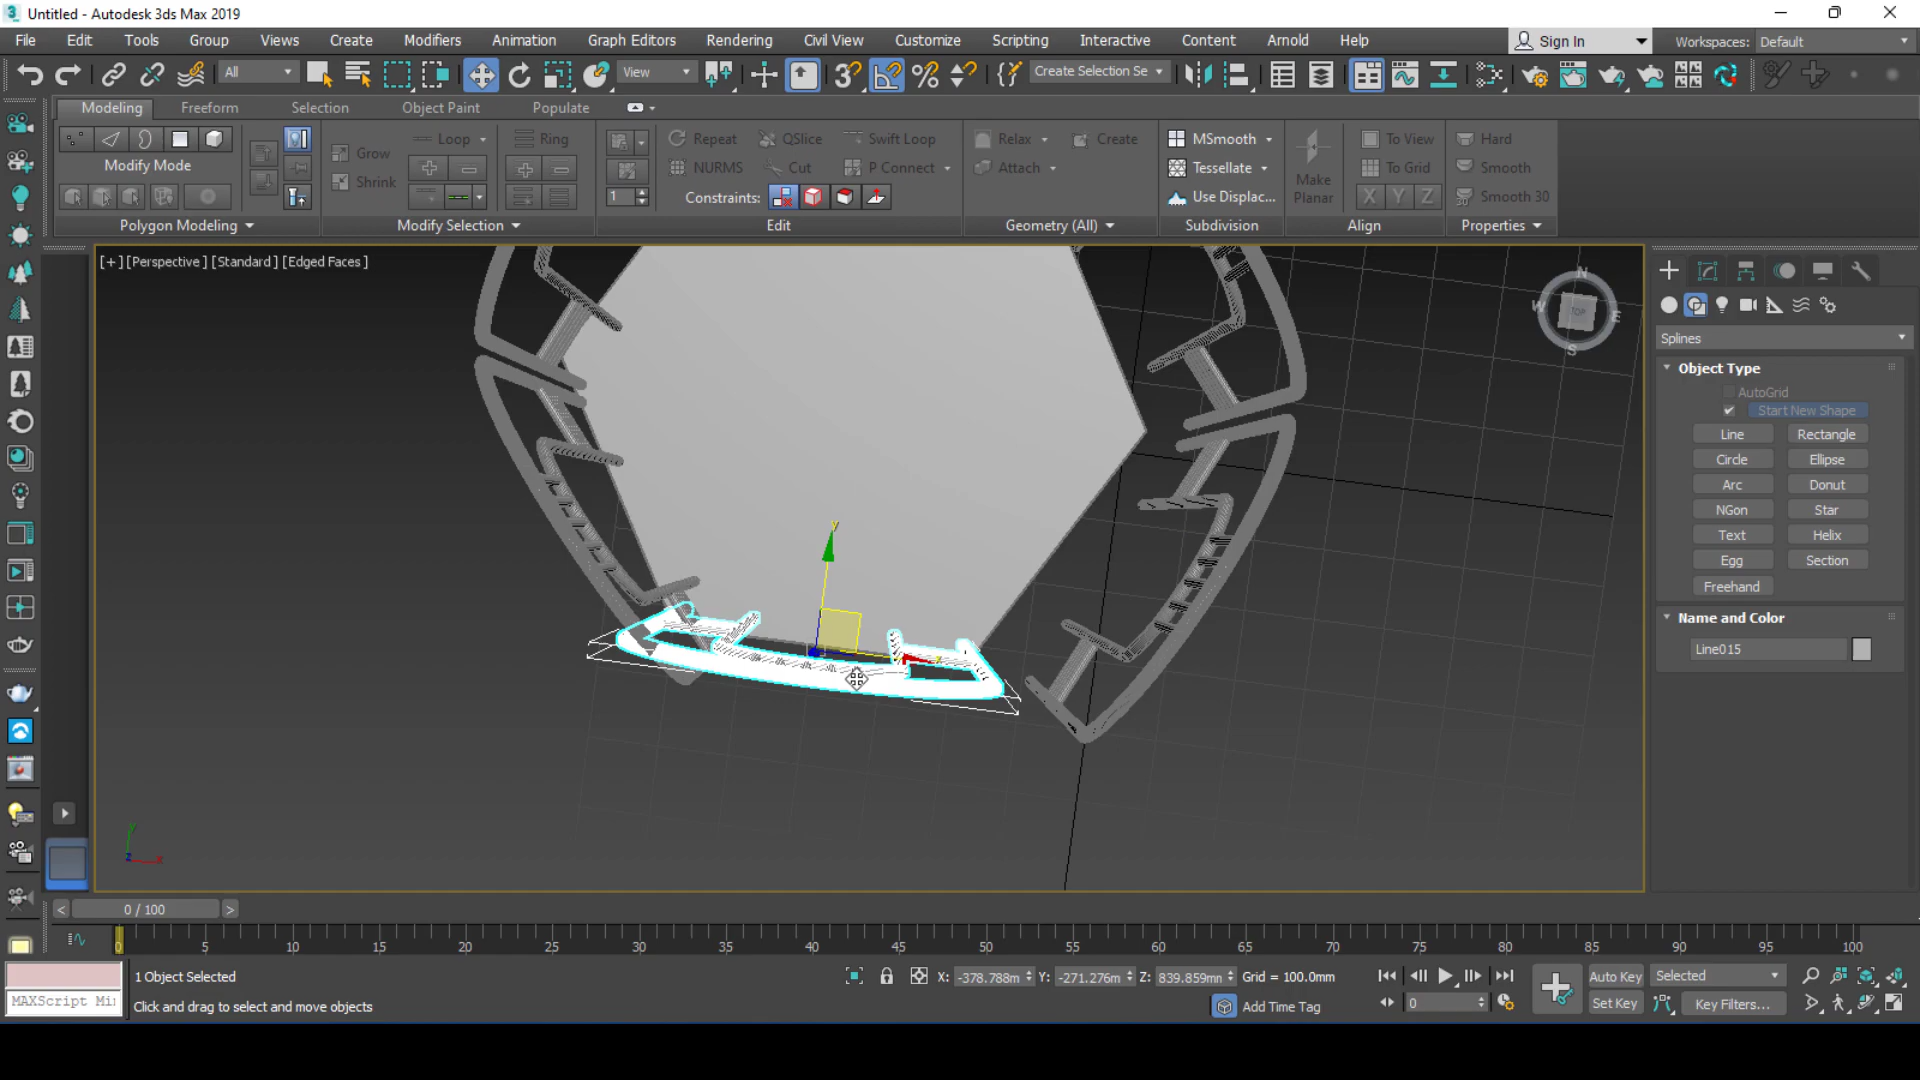 Untitled - Autodesk 3ds Max 2019
File Edit Tools Group Views Create Modifiers Animation Graph Editors Rendering Civil View Customize Scripting Interactive Content Arnold Help Sign In Workspaces: Default
All View Create Selection Se
Modeling Freeform Selection Object Paint Populate
Loop Ring Repeat QSlice Swift Loop Relax Create MSmooth To View Hard
Modify Mode Grow NURMS Cut P Connect Attach Tessellate To Grid Smooth
Shrink 1 Constraints: Use Displac... Make Planar X Y Z Smooth 30
Polygon Modeling Modify Selection Edit Geometry (All) Subdivision Align Properties
[+] [Perspective] [Standard] [Edged Faces]
N
W TOP E
S
Splines
Object Type
AutoGrid
Start New Shape
Line Rectangle
Circle Ellipse
Arc Donut
NGon Star
Text Helix
Egg Section
Freehand
Name and Color
Line015
y
x
y
z x
< 0 / 100 >
0 5 10 15 20 25 30 35 40 45 50 55 60 65 70 75 80 85 90 95 100
1 Object Selected X: -378.788m Y: -271.276m Z: 839.859mm Grid = 100.0mm Auto Key Selected
MAXScript Mi Click and drag to select and move objects Add Time Tag 0 Set Key Key Filters...